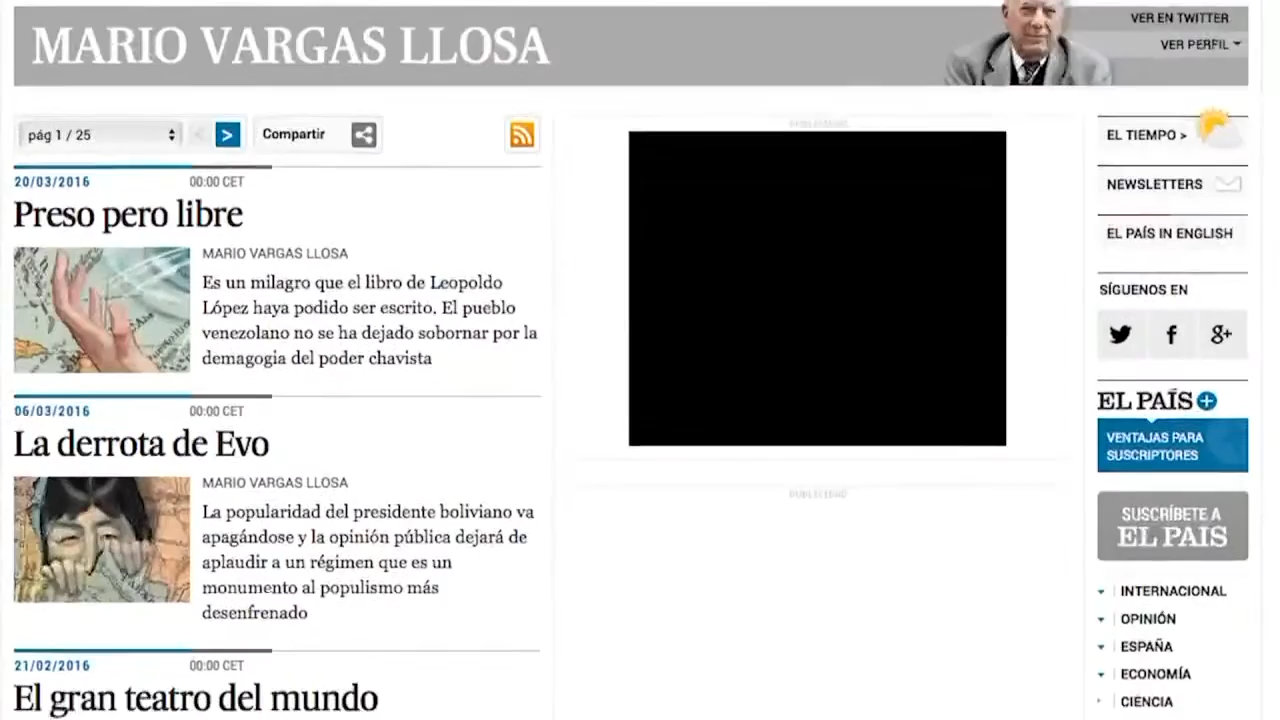 MARIO VARGAS LLOSA
VER EN TWITTER
VER PERFIL
pág 1 / 25
Compartir
20/03/2016 00:00 CET
Preso pero libre
MARIO VARGAS LLOSA
Es un milagro que el libro de Leopoldo
López haya podido ser escrito. El pueblo
venezolano no se ha dejado sobornar por la
demagogia del poder chavista
06/03/2016 00:00 CET
La derrota de Evo
MARIO VARGAS LLOSA
La popularidad del presidente boliviano va
apagándose y la opinión pública dejará de
aplaudir a un régimen que es un
monumento al populismo más
desenfrenado
21/02/2016 00:00 CET
El gran teatro del mundo
PUBLICIDAD
PUBLICIDAD
EL TIEMPO >
NEWSLETTERS
EL PAÍS IN ENGLISH
SÍGUENOS EN
g+
EL PAÍS+
VENTAJAS PARA
SUSCRIPTORES
SUSCRÍBETE A
EL PAIS
INTERNACIONAL
OPINIÓN
ESPAÑA
ECONOMÍA
CIENCIA